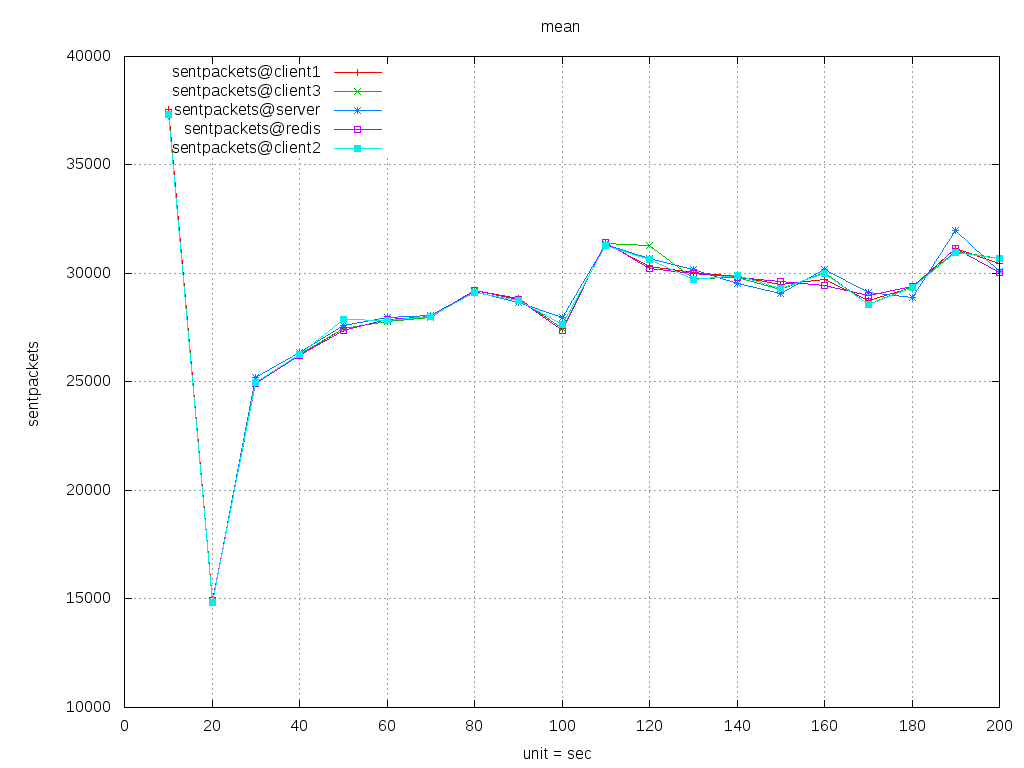 mean
40000
35000
30000
25000
20000
15000
10000
sentpackets
sentpackets@client1
sentpackets@client3
sentpackets@server
sentpackets@redis
sentpackets@client2
0 20 40 60 80 100 120 140 160 180 200
unit = sec